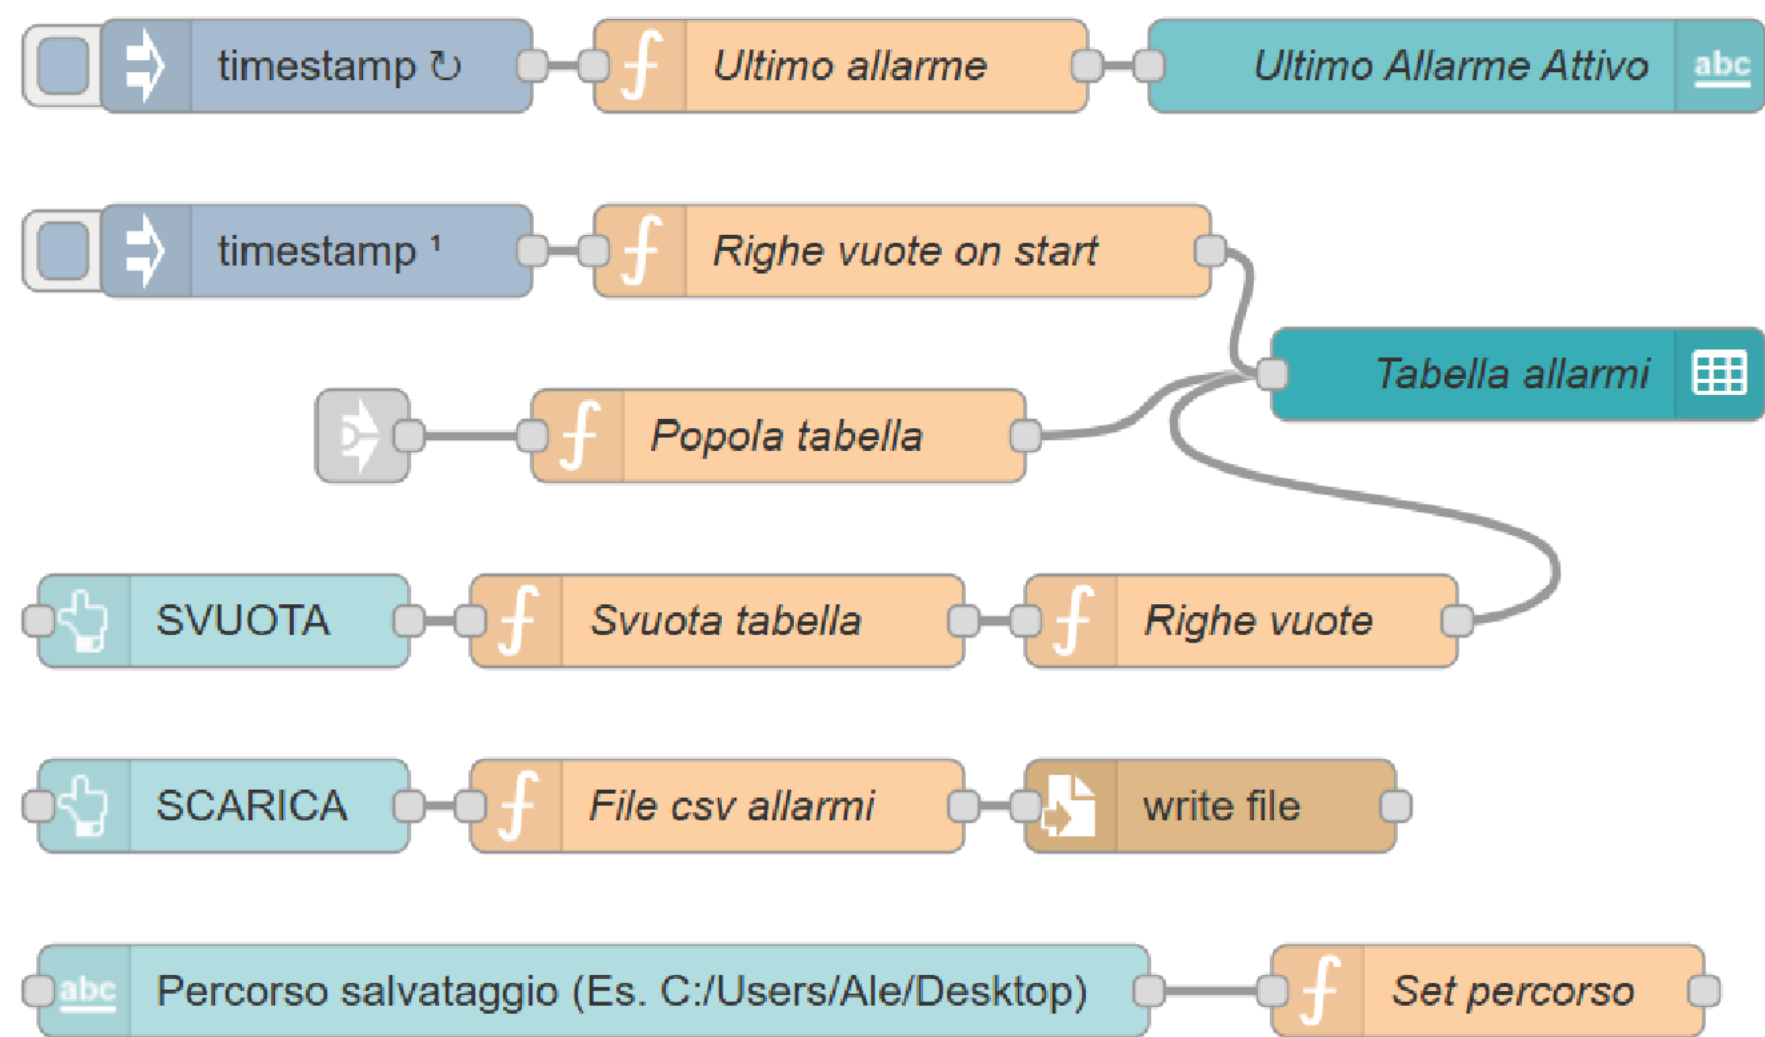 timestamp ↻ Ultimo allarme Ultimo Allarme Attivo abc
timestamp ¹ Righe vuote on start
Tabella allarmi
Popola tabella
SVUOTA Svuota tabella Righe vuote
SCARICA File csv allarmi write file
abc Percorso salvataggio (Es. C:/Users/Ale/Desktop) Set percorso